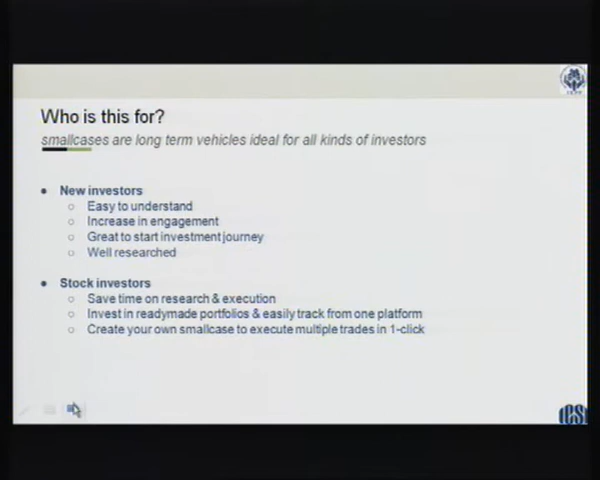 Who is this for?
smallcases are long term vehicles ideal for all kinds of investors
● New investors
○ Easy to understand
○ Increase in engagement
○ Great to start investment journey
○ Well researched
● Stock investors
○ Save time on research & execution
○ Invest in readymade portfolios & easily track from one platform
○ Create your own smallcase to execute multiple trades in 1-click